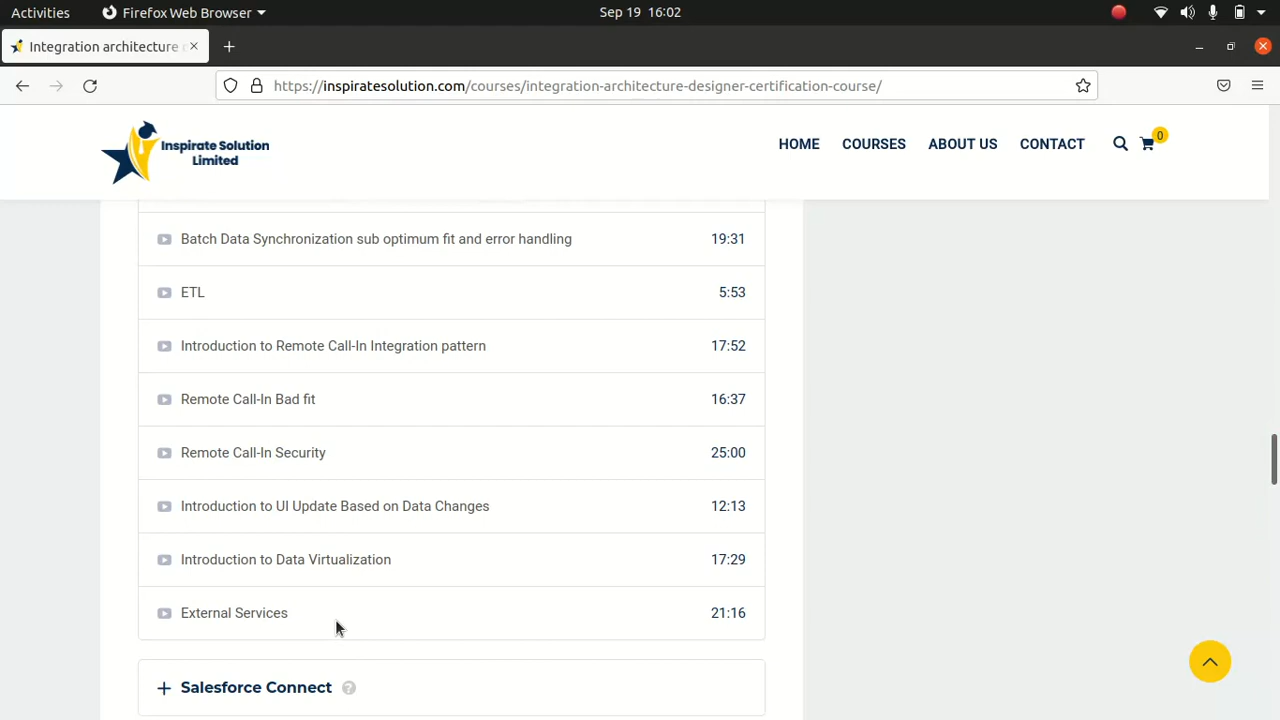 Activities
Firefox Web Browser
Sep 19 16:02
Integration architecture
https://inspiratesolution.com/courses/integration-architecture-designer-certification-course/
Inspirate Solution
Limited
HOME COURSES ABOUT US CONTACT
0
Batch Data Synchronization sub optimum fit and error handling 19:31
ETL 5:53
Introduction to Remote Call-In Integration pattern 17:52
Remote Call-In Bad fit 16:37
Remote Call-In Security 25:00
Introduction to UI Update Based on Data Changes 12:13
Introduction to Data Virtualization 17:29
External Services 21:16
+ Salesforce Connect ?